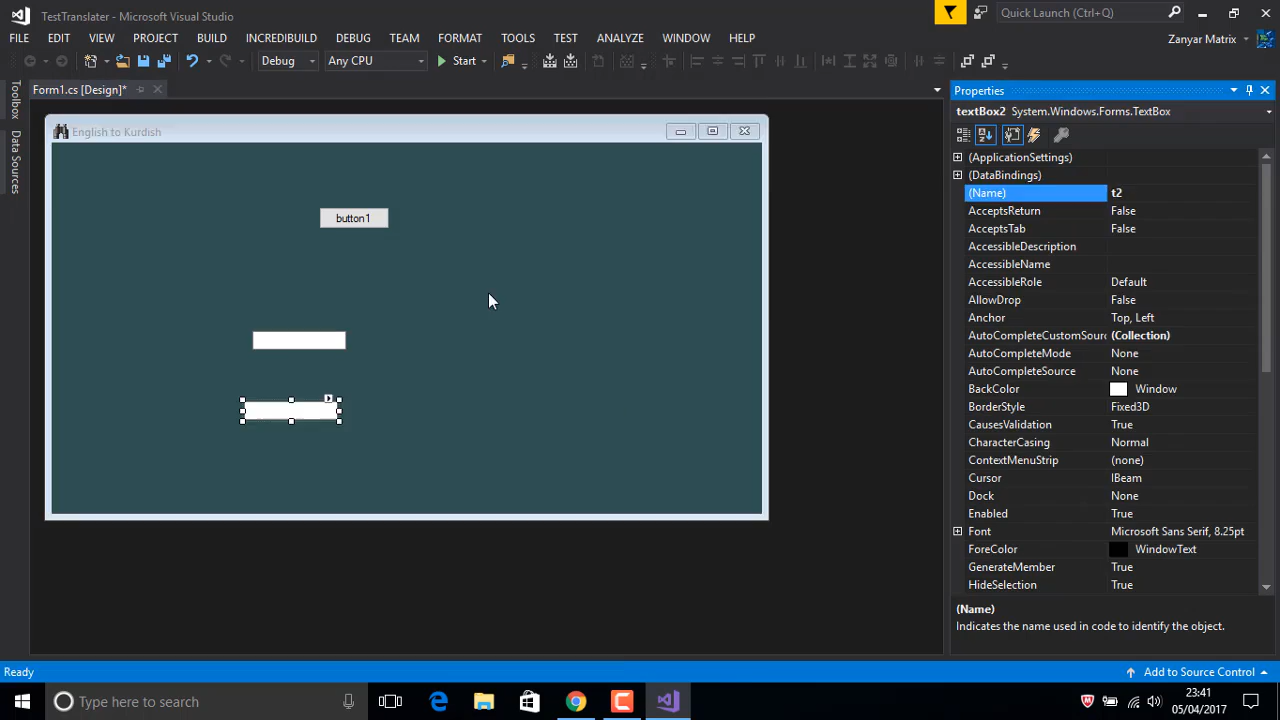 TestTranslater - Microsoft Visual Studio
Quick Launch (Ctrl+Q)
FILE EDIT VIEW PROJECT BUILD INCREDIBUILD DEBUG TEAM FORMAT TOOLS TEST ANALYZE WINDOW HELP
Zanyar Matrix
Debug Any CPU Start
Toolbox
Data Sources
Form1.cs [Design]*
English to Kurdish
button1
Properties
textBox2 System.Windows.Forms.TextBox
(ApplicationSettings)
(DataBindings)
(Name) t2
AcceptsReturn False
AcceptsTab False
AccessibleDescription
AccessibleName
AccessibleRole Default
AllowDrop False
Anchor Top, Left
AutoCompleteCustomSourc (Collection)
AutoCompleteMode None
AutoCompleteSource None
BackColor Window
BorderStyle Fixed3D
CausesValidation True
CharacterCasing Normal
ContextMenuStrip (none)
Cursor IBeam
Dock None
Enabled True
Font Microsoft Sans Serif, 8.25pt
ForeColor WindowText
GenerateMember True
HideSelection True
(Name)
Indicates the name used in code to identify the object.
Ready
Add to Source Control
Type here to search
23:41
05/04/2017